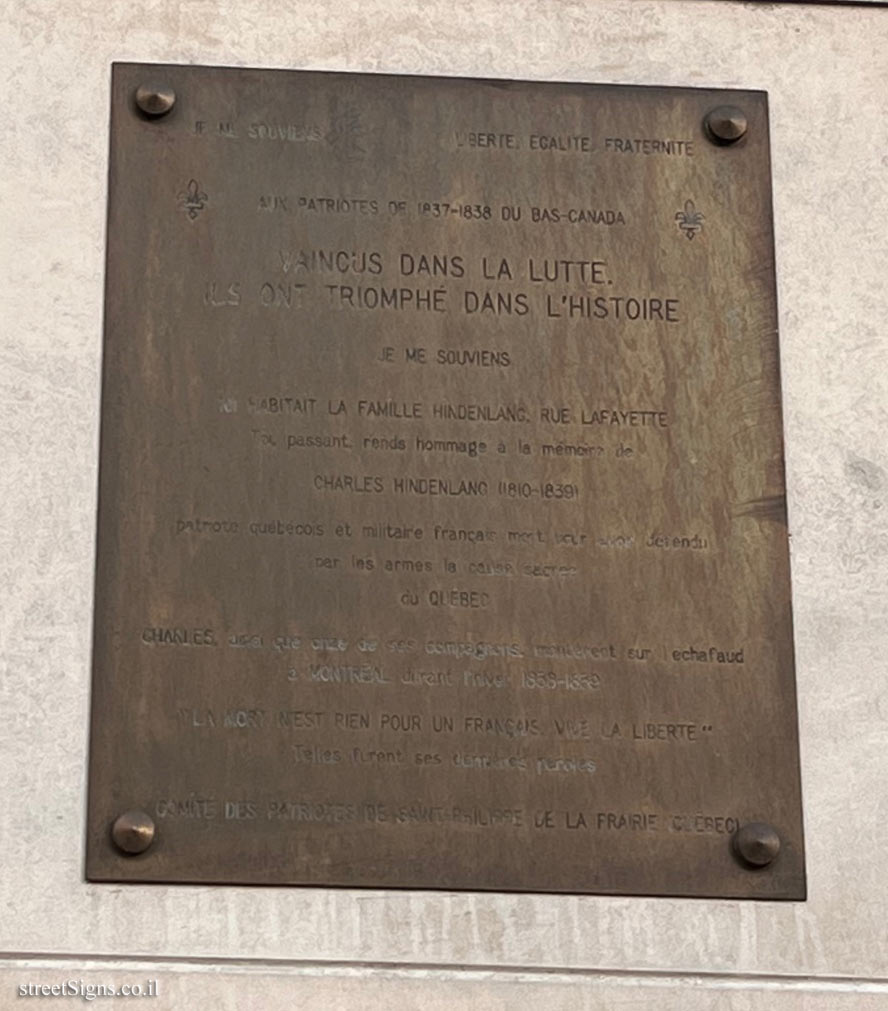 JE ME SOUVIENS LIBERTE, EGALITE, FRATERNITE
AUX PATRIOTES DE 1837-1838 DU BAS-CANADA
VAINCUS DANS LA LUTTE,
ILS ONT TRIOMPHÉ DANS L'HISTOIRE
JE ME SOUVIENS
ICI HABITAIT LA FAMILLE HINDENLANG, RUE LAFAYETTE
Toi, passant, rends hommage à la mémoire de
CHARLES HINDENLANG (1810-1839)
patriote québécois et militaire français mort pour avoir défendu
par les armes la cause sacrée
du QUÉBEC
CHARLES, ainsi que onze de ses compagnons, montèrent sur l'echafaud
à MONTRÉAL durant l'hiver 1838-1839
"LA MORT N'EST RIEN POUR UN FRANÇAIS, VIVE LA LIBERTE"
Telles furent ses dernières paroles
COMITÉ DES PATRIOTES DE SAINT-PHILIPPE DE LA PRAIRIE (QUÉBEC)
streetSigns.co.il